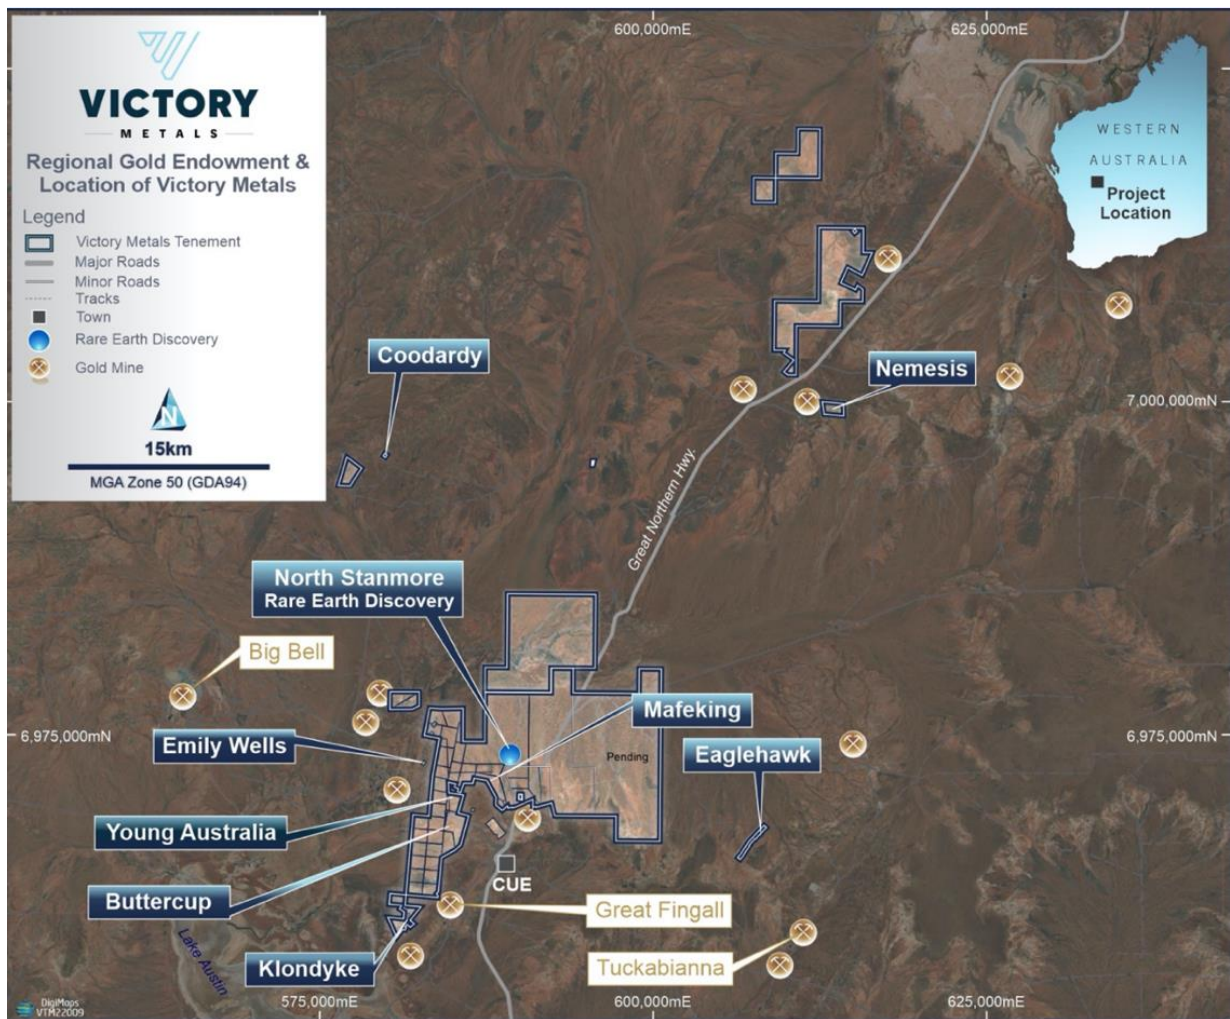 VICTORY
METALS
Regional Gold Endowment &
Location of Victory Metals
Legend
Victory Metals Tenement
Major Roads
Minor Roads
Tracks
Town
Rare Earth Discovery
Gold Mine
N
15km
MGA Zone 50 (GDA94)
600,000mE
625,000mE
WESTERN
AUSTRALIA
Project
Location
Coodardy
Nemesis
7,000,000mN
Great Northern Hwy.
North Stanmore
Rare Earth Discovery
Big Bell
Mafeking
6,975,000mN
Emily Wells
Pending
Eaglehawk
6,975,000mN
Young Australia
CUE
Buttercup
Great Fingall
Klondyke
Tuckabianna
Lake Austin
575,000mE
600,000mE
625,000mE
DigiMaps
VTM22009